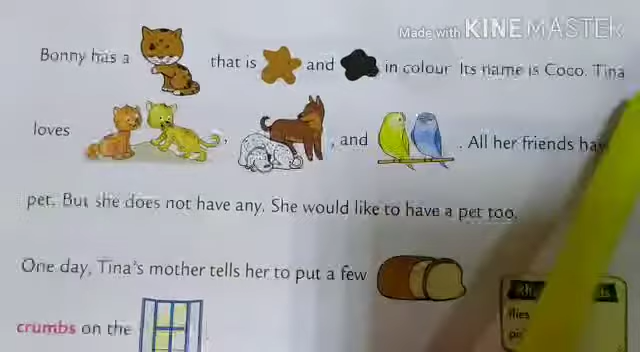 Made with KINEMASTER
Bonny has a that is and in colour. Its name is Coco. Tina
loves , , and . All her friends
pet. But she does not have any. She would like to have a pet too.
One day, Tina's mother tells her to put a few
crumbs on the
flies